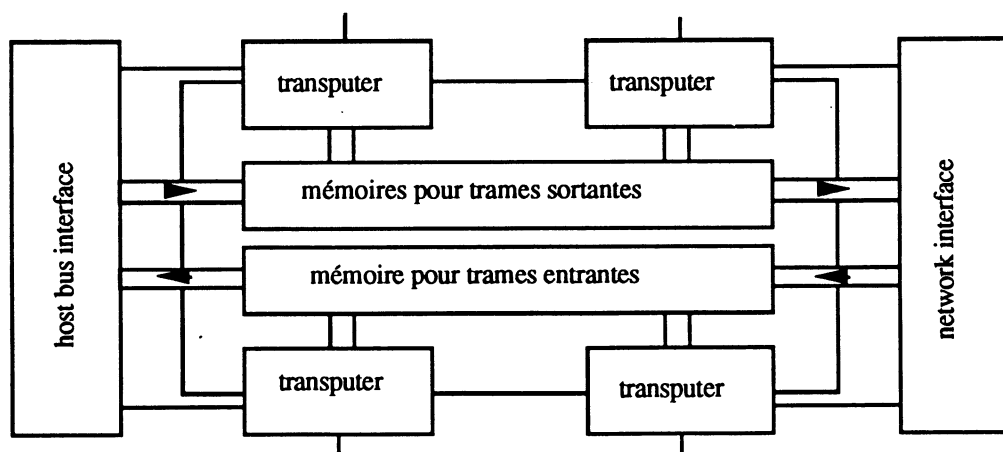 host bus interface
transputer
transputer
mémoires pour trames sortantes
mémoire pour trames entrantes
transputer
transputer
network interface